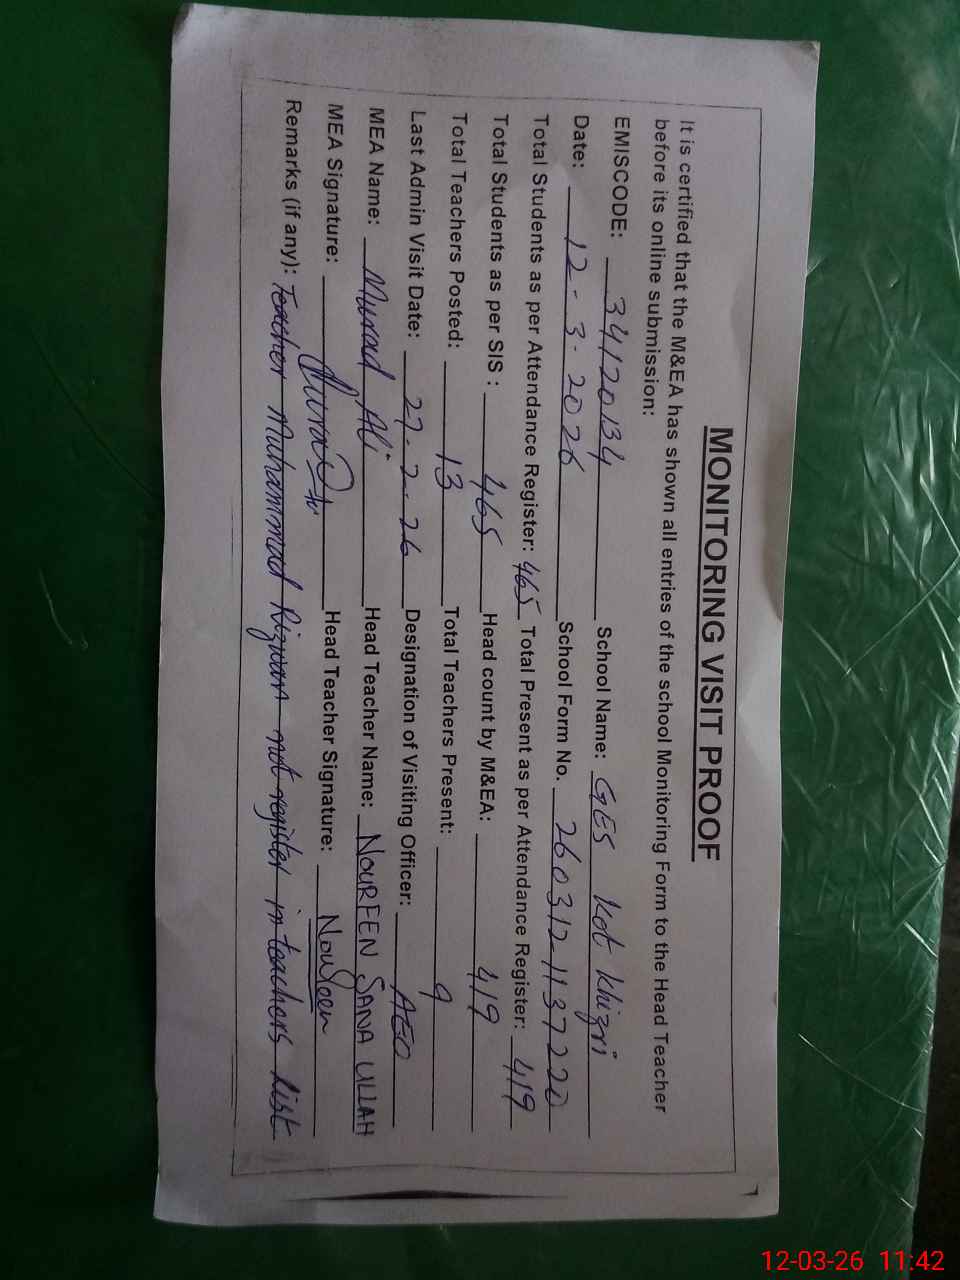 MONITORING VISIT PROOF
It is certified that the M&EA has shown all entries of the school Monitoring Form to the Head Teacher
before its online submission:
EMISCODE: 34120134 School Name: GES Kot Khizri
Date: 12-3-2026 School Form No. 260312-1137220
Total Students as per Attendance Register: 465 Total Present as per Attendance Register: 419
Total Students as per SIS : 465 Head count by M&EA: 419
Total Teachers Posted: 13 Total Teachers Present: 9
Last Admin Visit Date: 27-2-26 Designation of Visiting Officer: AEO
MEA Name: Murad Ali Head Teacher Name: NOUREEN SANA ULLAH
MEA Signature: Head Teacher Signature: Noureen
Remarks (if any): Teacher Muhammad Rizwan not register in teachers list
12-03-26 11:42